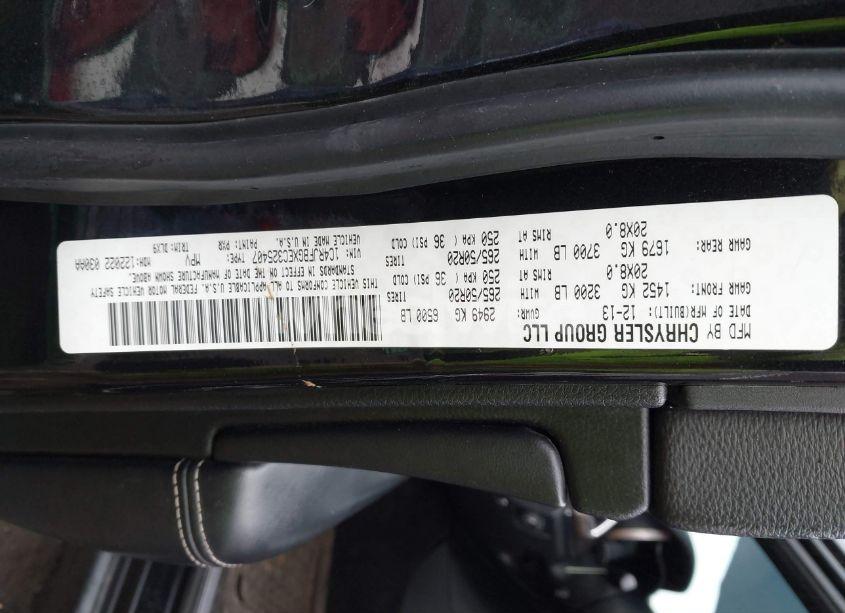 MFD BY CHRYSLER GROUP LLC
DATE OF MFR(BUILT): 12-13 GVWR: 2949 KG 6500 LB
GAWR FRONT: 1452 KG 3200 LB WITH TIRES 265/50R20
20X8.0 RIMS AT 250 KPA ( 36 PSI) COLD
GAWR REAR: 1679 KG 3700 LB WITH TIRES 265/50R20
20X8.0 RIMS AT 250 KPA ( 36 PSI) COLD
THIS VEHICLE CONFORMS TO ALL APPLICABLE U.S.A. FEDERAL MOTOR VEHICLE SAFETY
STANDARDS IN EFFECT ON THE DATE OF MANUFACTURE SHOWN ABOVE.
VIN: 1C4RJFBGXEC325407 TYPE: MPV MDH: 122022 030AA
VEHICLE MADE IN U.S.A. PAINT: PXR TRIM: DLX9